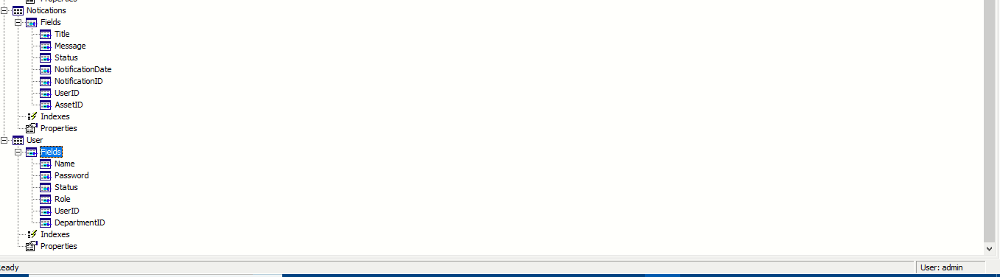 Properties
Notications
Fields
Title
Message
Status
NotificationDate
NotificationID
UserID
AssetID
Indexes
Properties
User
Fields
Name
Password
Status
Role
UserID
DepartmentID
Indexes
Properties
eady
User: admin